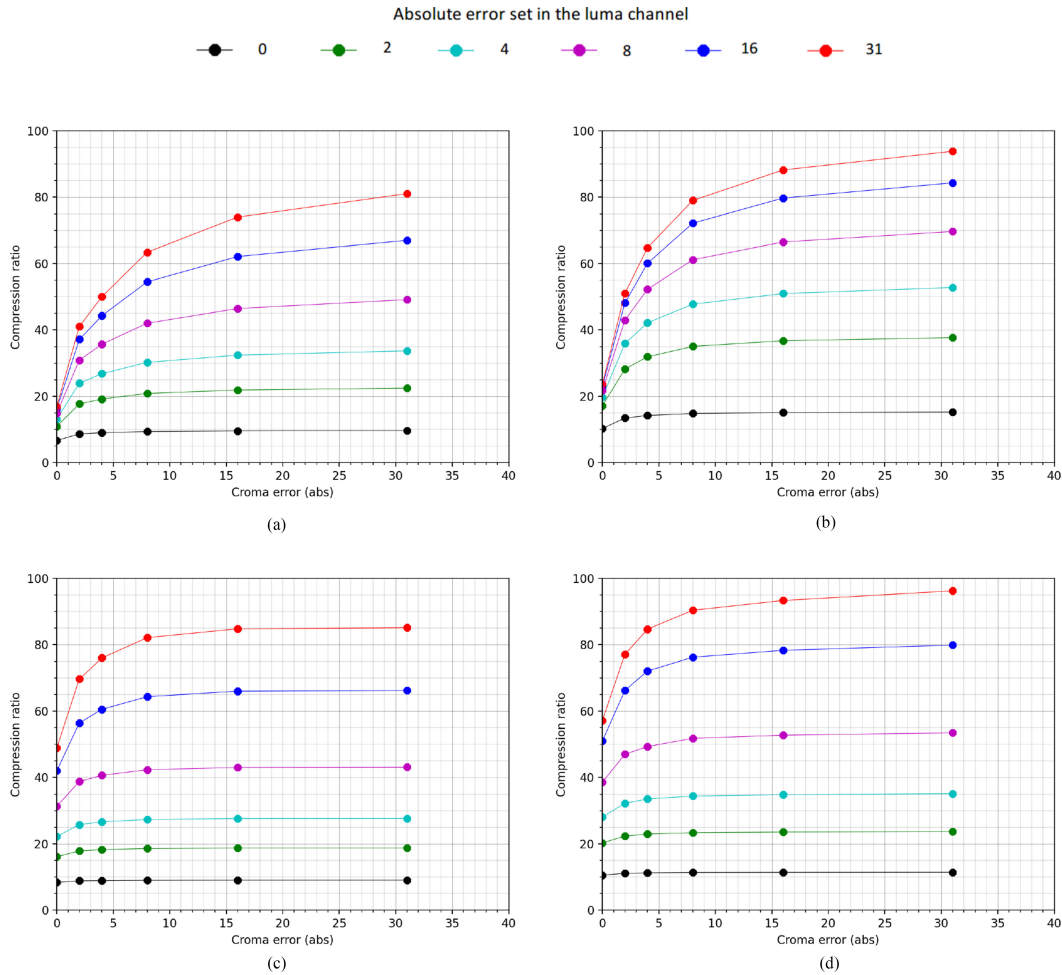 Absolute error set in the luma channel
0 2 4 8 16 31
100
80
60
40
20
0
Compression ratio
0 5 10 15 20 25 30 35 40
Croma error (abs)
(a)
100
80
60
40
20
0
Compression ratio
0 5 10 15 20 25 30 35 40
Croma error (abs)
(b)
100
80
60
40
20
0
Compression ratio
0 5 10 15 20 25 30 35 40
Croma error (abs)
(c)
100
80
60
40
20
0
Compression ratio
0 5 10 15 20 25 30 35 40
Croma error (abs)
(d)